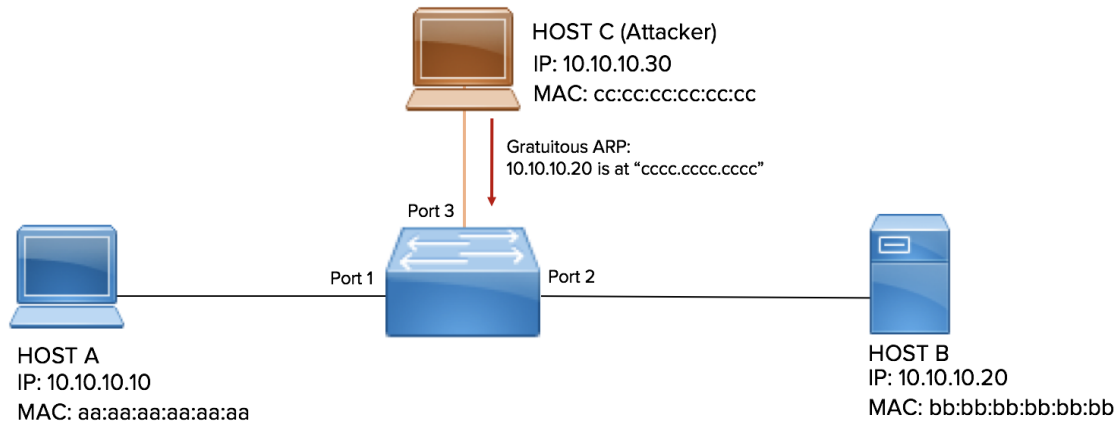 HOST C (Attacker)
IP: 10.10.10.30
MAC: cc:cc:cc:cc:cc:cc
Gratuitous ARP:
10.10.10.20 is at “cccc.cccc.cccc”
Port 3
Port 1
Port 2
HOST A
IP: 10.10.10.10
MAC: aa:aa:aa:aa:aa:aa
HOST B
IP: 10.10.10.20
MAC: bb:bb:bb:bb:bb:bb